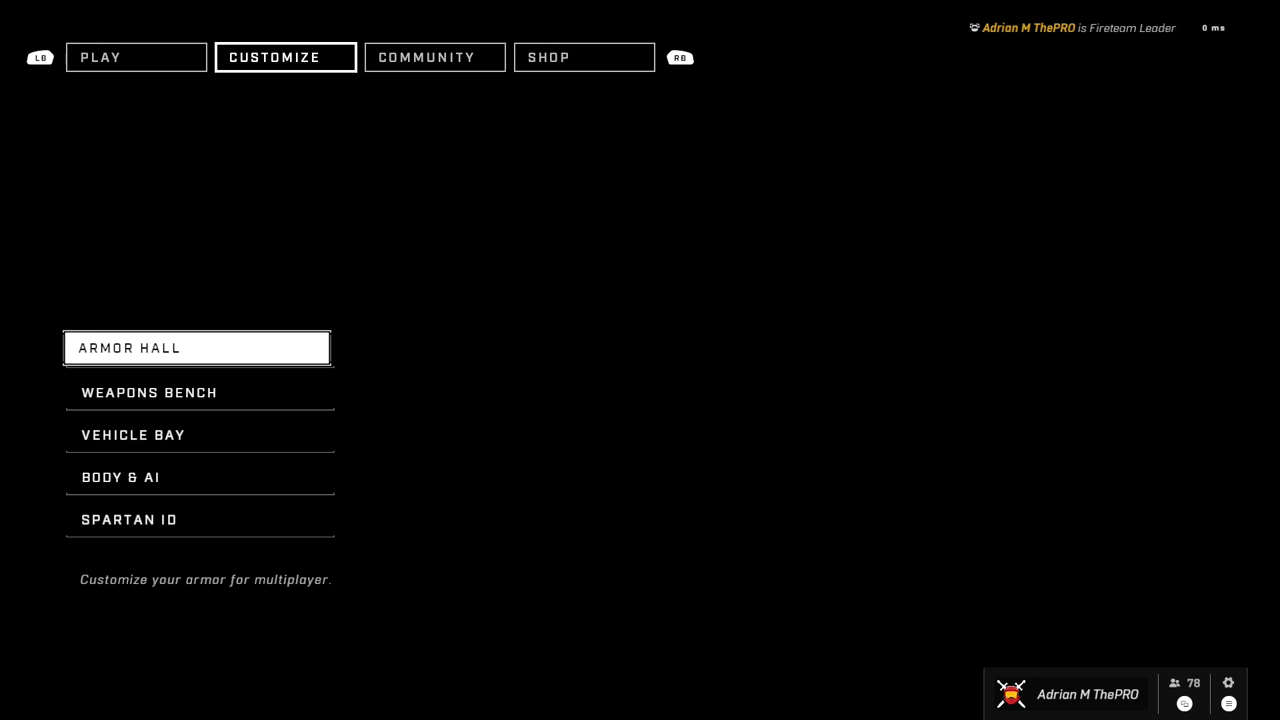 Adrian M ThePRO is Fireteam Leader
0 ms
LB
PLAY
CUSTOMIZE
COMMUNITY
SHOP
RB
ARMOR HALL
WEAPONS BENCH
VEHICLE BAY
BODY & AI
SPARTAN ID
Customize your armor for multiplayer.
Adrian M ThePRO
78